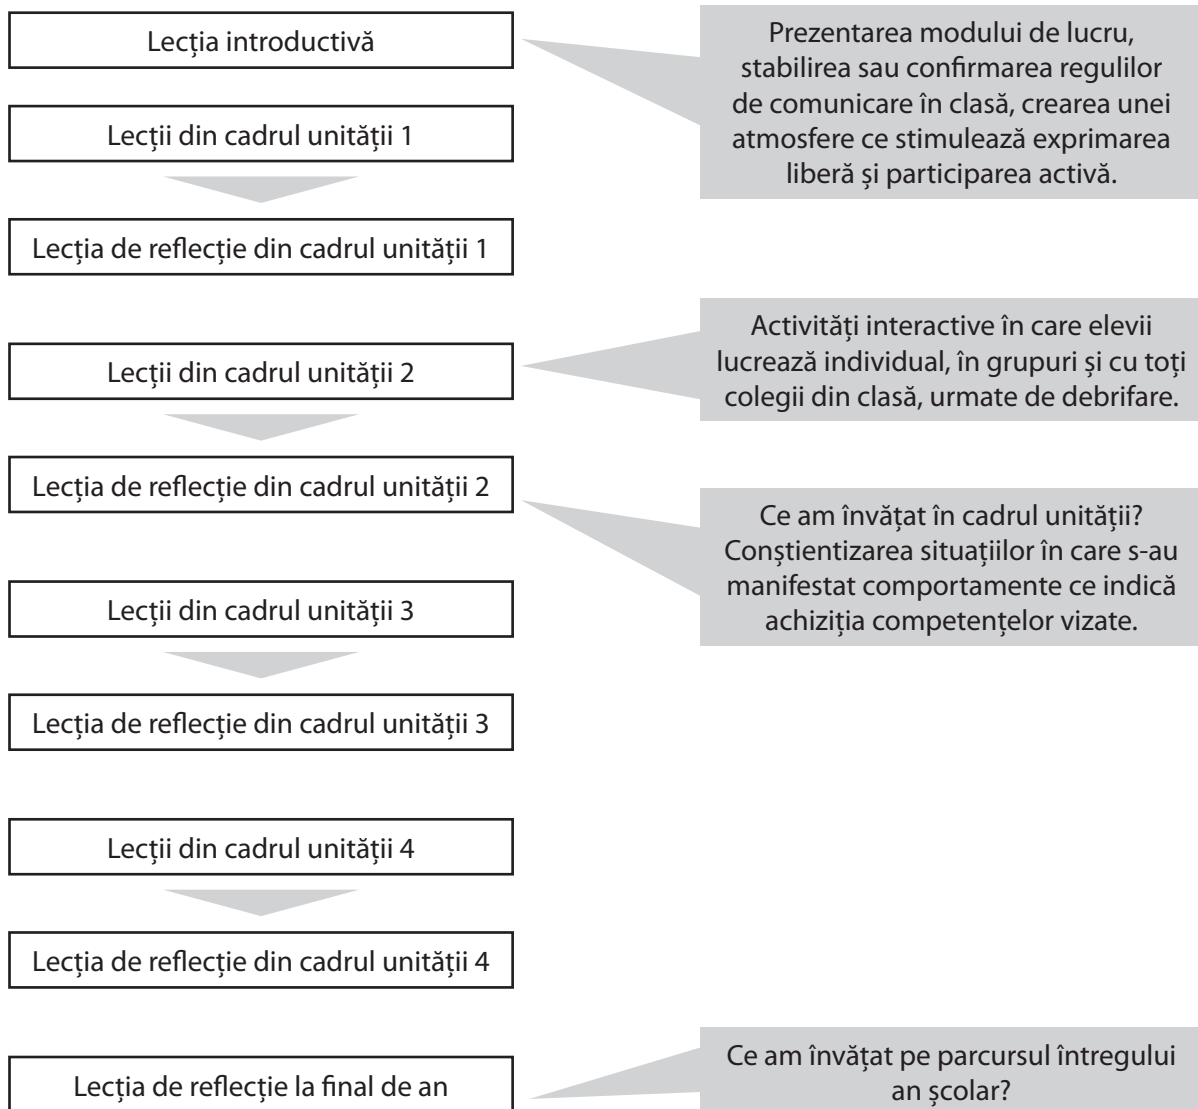 Lecția introductivă
Prezentarea modului de lucru,
stabilirea sau confirmarea regulilor
de comunicare în clasă, crearea unei
atmosfere ce stimulează exprimarea
liberă și participarea activă.
Lecții din cadrul unității 1
Lecția de reflecție din cadrul unității 1
Lecții din cadrul unității 2
Activități interactive în care elevii
lucrează individual, în grupuri și cu toți
colegii din clasă, urmate de debrifare.
Lecția de reflecție din cadrul unității 2
Ce am învățat în cadrul unității?
Conștientizarea situațiilor în care s-au
manifestat comportamente ce indică
achiziția competențelor vizate.
Lecții din cadrul unității 3
Lecția de reflecție din cadrul unității 3
Lecții din cadrul unității 4
Lecția de reflecție din cadrul unității 4
Lecția de reflecție la final de an
Ce am învățat pe parcursul întregului
an școlar?